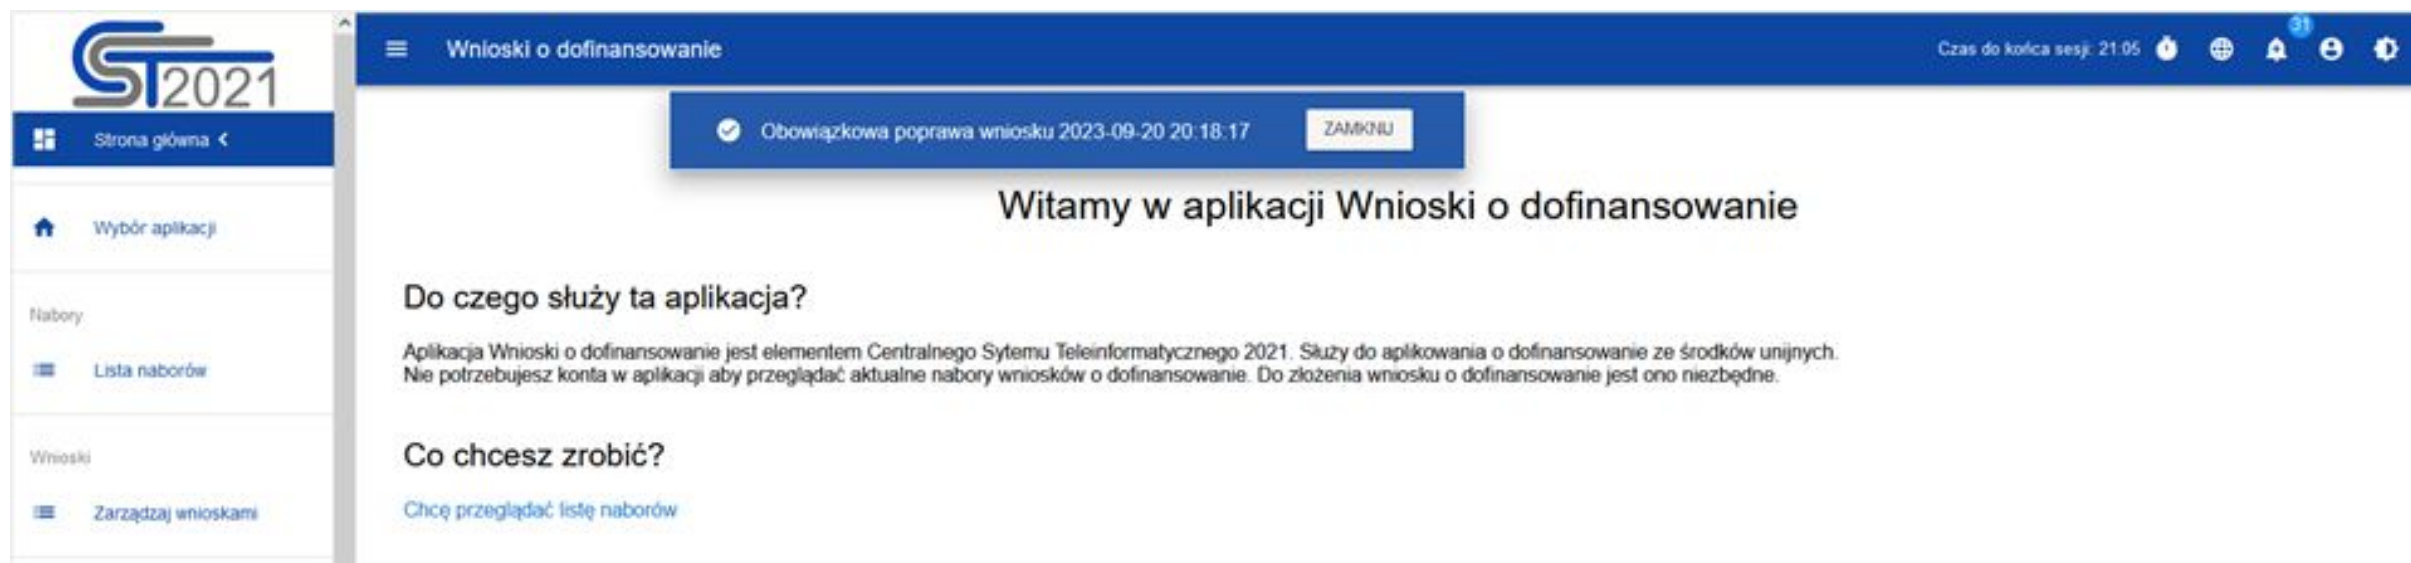 ST2021
Wnioski o dofinansowanie
Czas do końca sesji: 21:05
31
Strona główna
Obowiązkowa poprawa wniosku 2023-09-20 20:18:17
ZAMKNIJ
Witamy w aplikacji Wnioski o dofinansowanie
Wybór aplikacji
Do czego służy ta aplikacja?
Nabory
Aplikacja Wnioski o dofinansowanie jest elementem Centralnego Sytemu Teleinformatycznego 2021. Służy do aplikowania o dofinansowanie ze środków unijnych.
Nie potrzebujesz konta w aplikacji aby przeglądać aktualne nabory wniosków o dofinansowanie. Do złożenia wniosku o dofinansowanie jest ono niezbędne.
Lista naborów
Co chcesz zrobić?
Wnioski
Chcę przeglądać listę naborów
Zarządzaj wnioskami